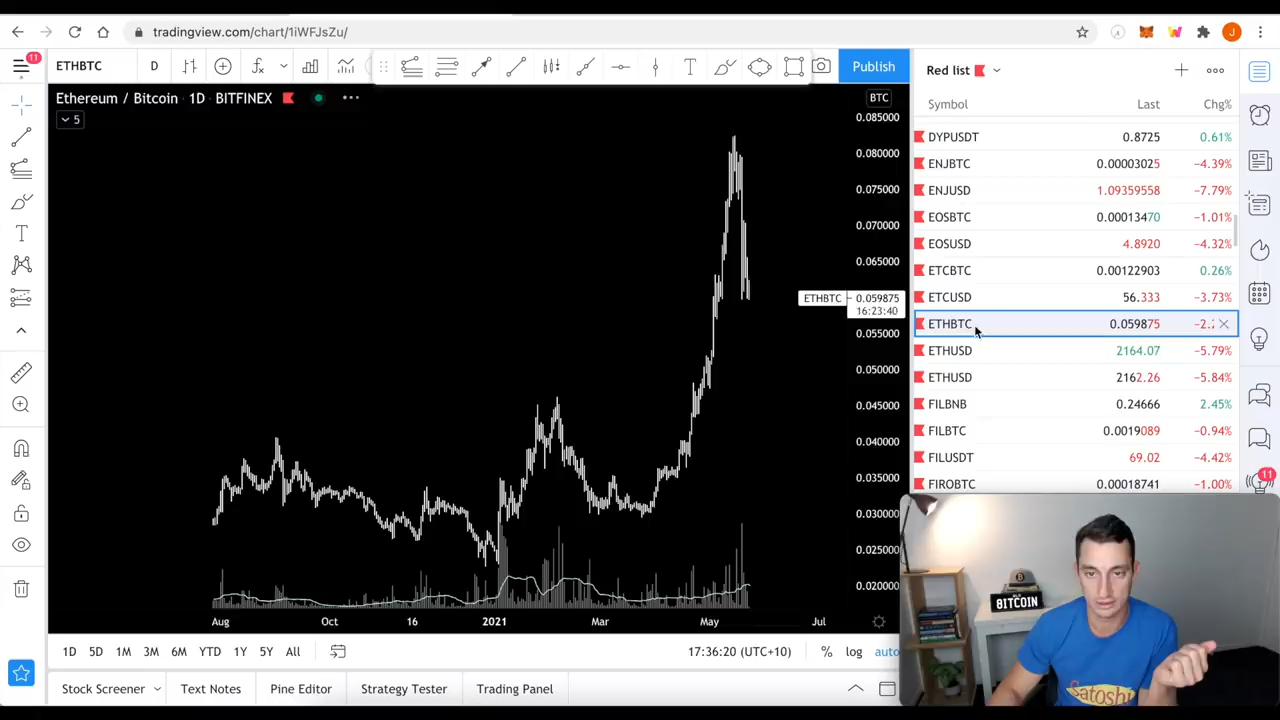 tradingview.com/chart/1iWFJsZu/
J
11
ETHBTC
D
T
Publish
Red list
Ethereum / Bitcoin 1D BITFINEX
BTC
5
Symbol Last Chg%
DYPUSDT 0.8725 0.61%
ENJBTC 0.00003025 −4.39%
ENJUSD 1.09359558 −7.79%
EOSBTC 0.00013470 −1.01%
EOSUSD 4.8920 −4.32%
ETCBTC 0.00122903 0.26%
ETCUSD 56.333 −3.73%
ETHBTC 0.059875
ETHUSD 2164.07 −5.79%
ETHUSD 2162.26 −5.84%
FILBNB 0.24666 2.45%
FILBTC 0.0019089 −0.94%
FILUSDT 69.02 −4.42%
FIROBTC 0.00018741 −1.00%
11
0.085000
0.080000
0.075000
0.070000
0.065000
ETHBTC 0.059875
16:23:40
0.055000
0.050000
0.045000
0.040000
0.035000
0.030000
0.025000
0.020000
Aug Oct 16 2021 Mar May Jul
1D 5D 1M 3M 6M YTD 1Y 5Y All
17:36:20 (UTC+10) % log auto
Stock Screener Text Notes Pine Editor Strategy Tester Trading Panel
BITCOIN
Satoshi